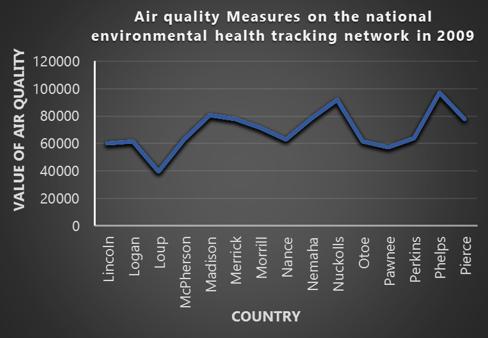 Air quality Measures on the national
environmental health tracking network in 2009
VALUE OF AIR QUALITY
120000
100000
80000
60000
40000
20000
0
Lincoln
Logan
Loup
McPherson
Madison
Merrick
Morrill
Nance
Nemaha
Nuckolls
Otoe
Pawnee
Perkins
Phelps
Pierce
COUNTRY